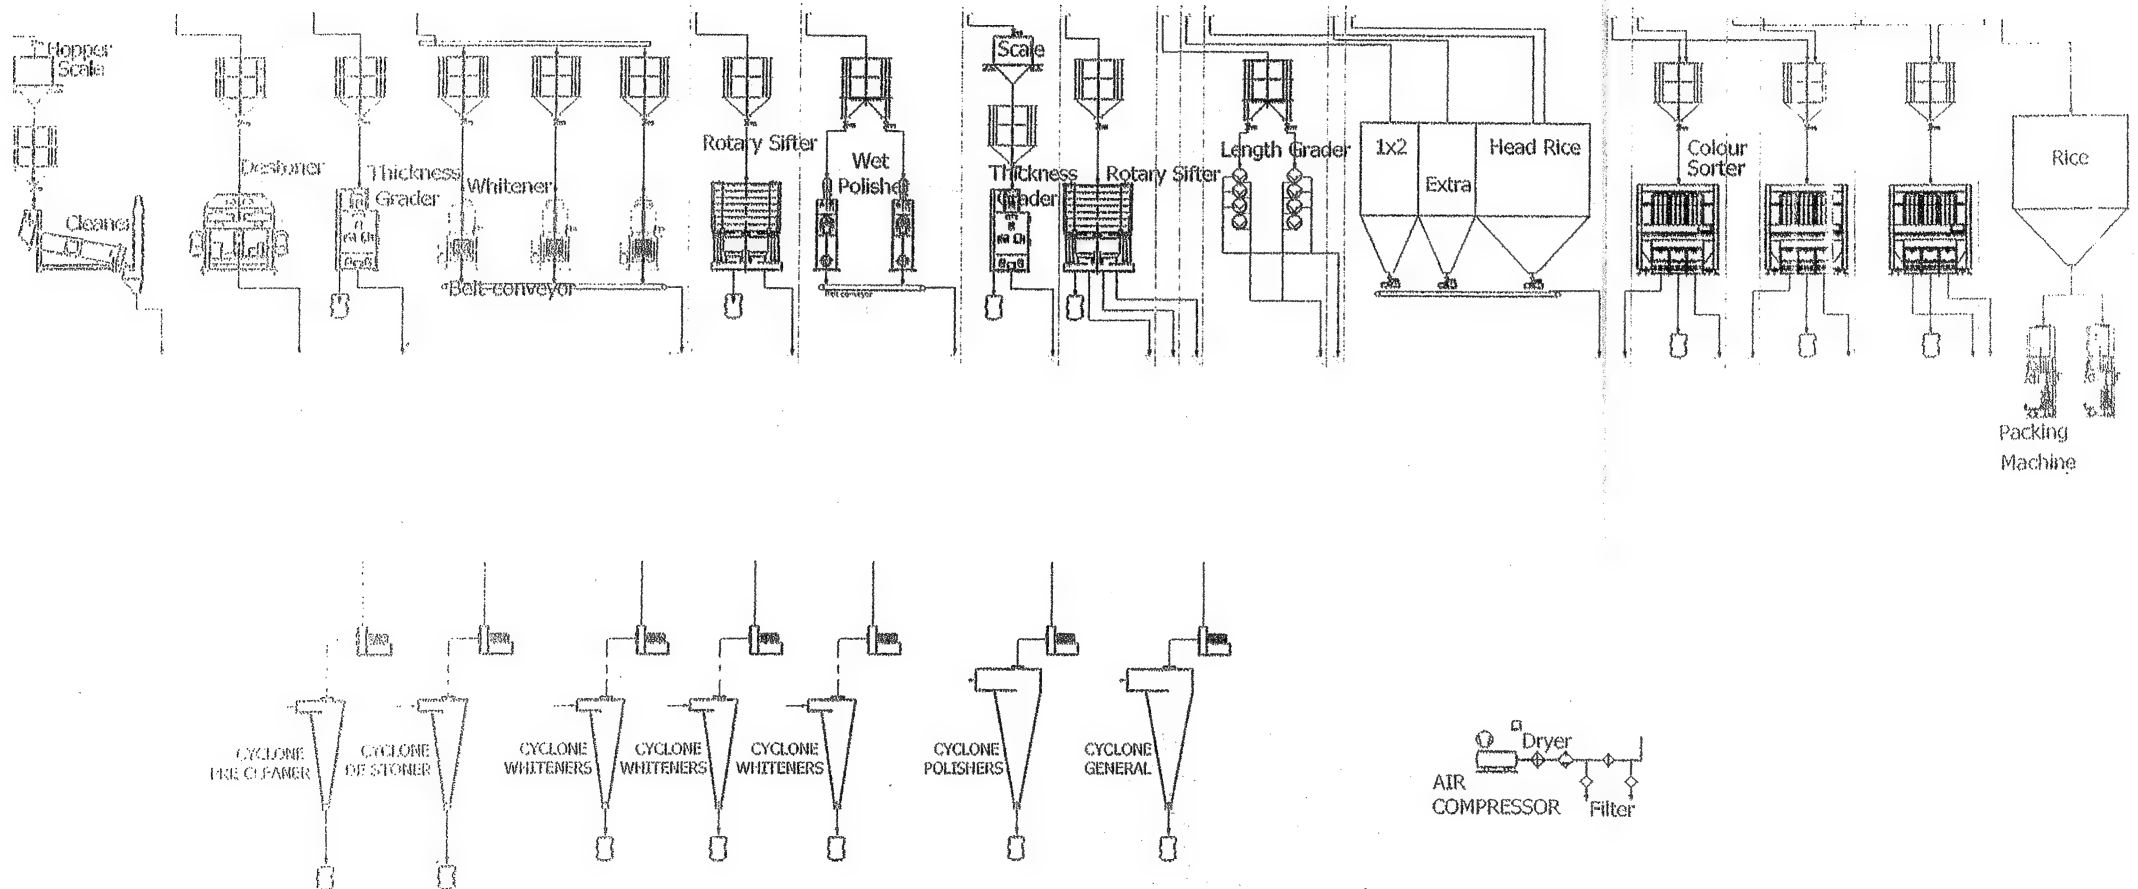 Hopper
Scale
Cleaner
Destoner
Thickness
Grader
Whitener
Belt conveyor
Rotary Sifter
Wet
Polisher
Belt conveyor
Scale
Thickness
Grader
Rotary Sifter
Length Grader
1x2
Extra
Head Rice
Colour
Sorter
Rice
Packing
Machine
CYCLONE
PRE CLEANER
CYCLONE
DE STONER
CYCLONE
WHITENERS
CYCLONE
WHITENERS
CYCLONE
WHITENERS
CYCLONE
POLISHERS
CYCLONE
GENERAL
Dryer
AIR
COMPRESSOR
Filter